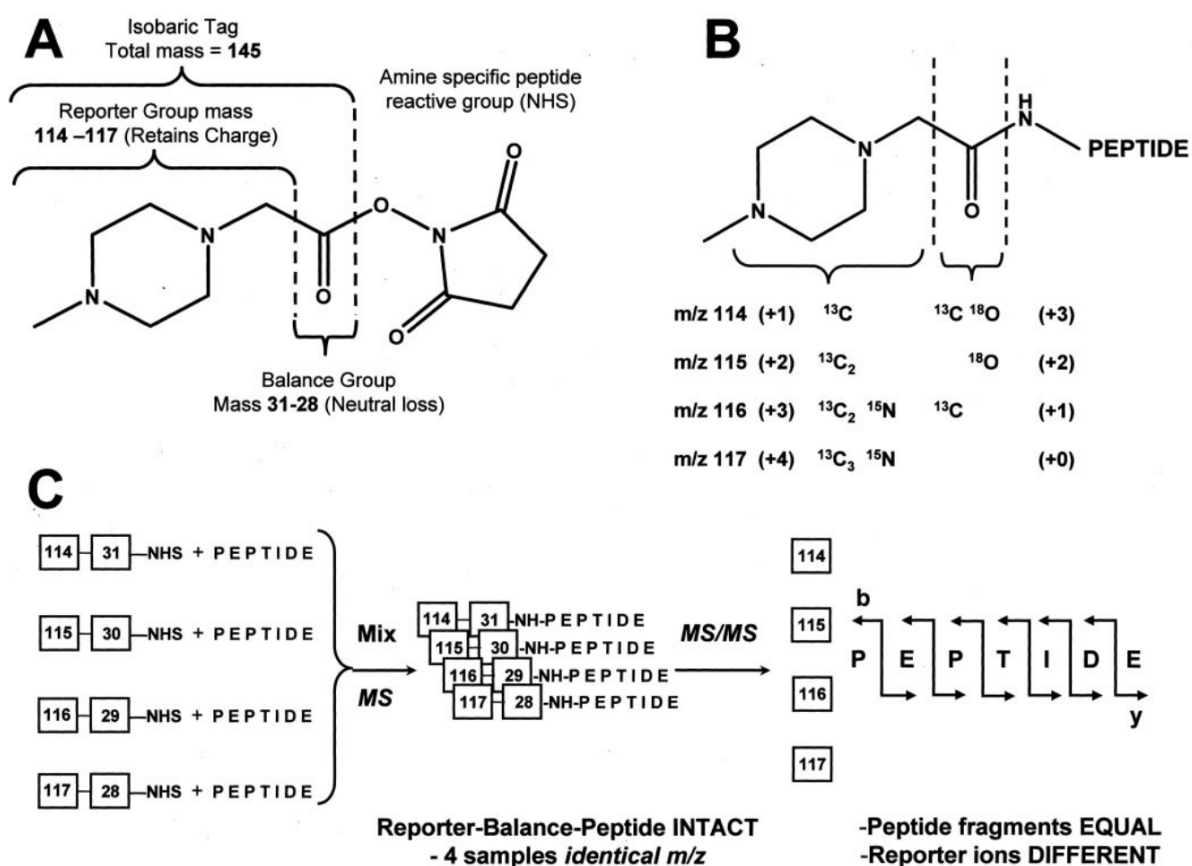 A
Isobaric Tag
Total mass = 145
Reporter Group mass
114 –117 (Retains Charge)
Amine specific peptide
reactive group (NHS)
N
N
O
O
N
O
O
Balance Group
Mass 31-28 (Neutral loss)
B
N
N
O
H
N
PEPTIDE
m/z 114 (+1) ¹³C ¹³C ¹⁸O (+3)
m/z 115 (+2) ¹³C₂ ¹⁸O (+2)
m/z 116 (+3) ¹³C₂ ¹⁵N ¹³C (+1)
m/z 117 (+4) ¹³C₃ ¹⁵N (+0)
C
114 31 NHS + PEPTIDE
115 30 NHS + PEPTIDE
116 29 NHS + PEPTIDE
117 28 NHS + PEPTIDE
Mix
MS
114 31 -NH-PEPTIDE
115 30 -NH-PEPTIDE
116 29 -NH-PEPTIDE
117 28 -NH-PEPTIDE
Reporter-Balance-Peptide INTACT
- 4 samples identical m/z
MS/MS
114
115
116
117
b
P E P T I D E
y
-Peptide fragments EQUAL
-Reporter ions DIFFERENT